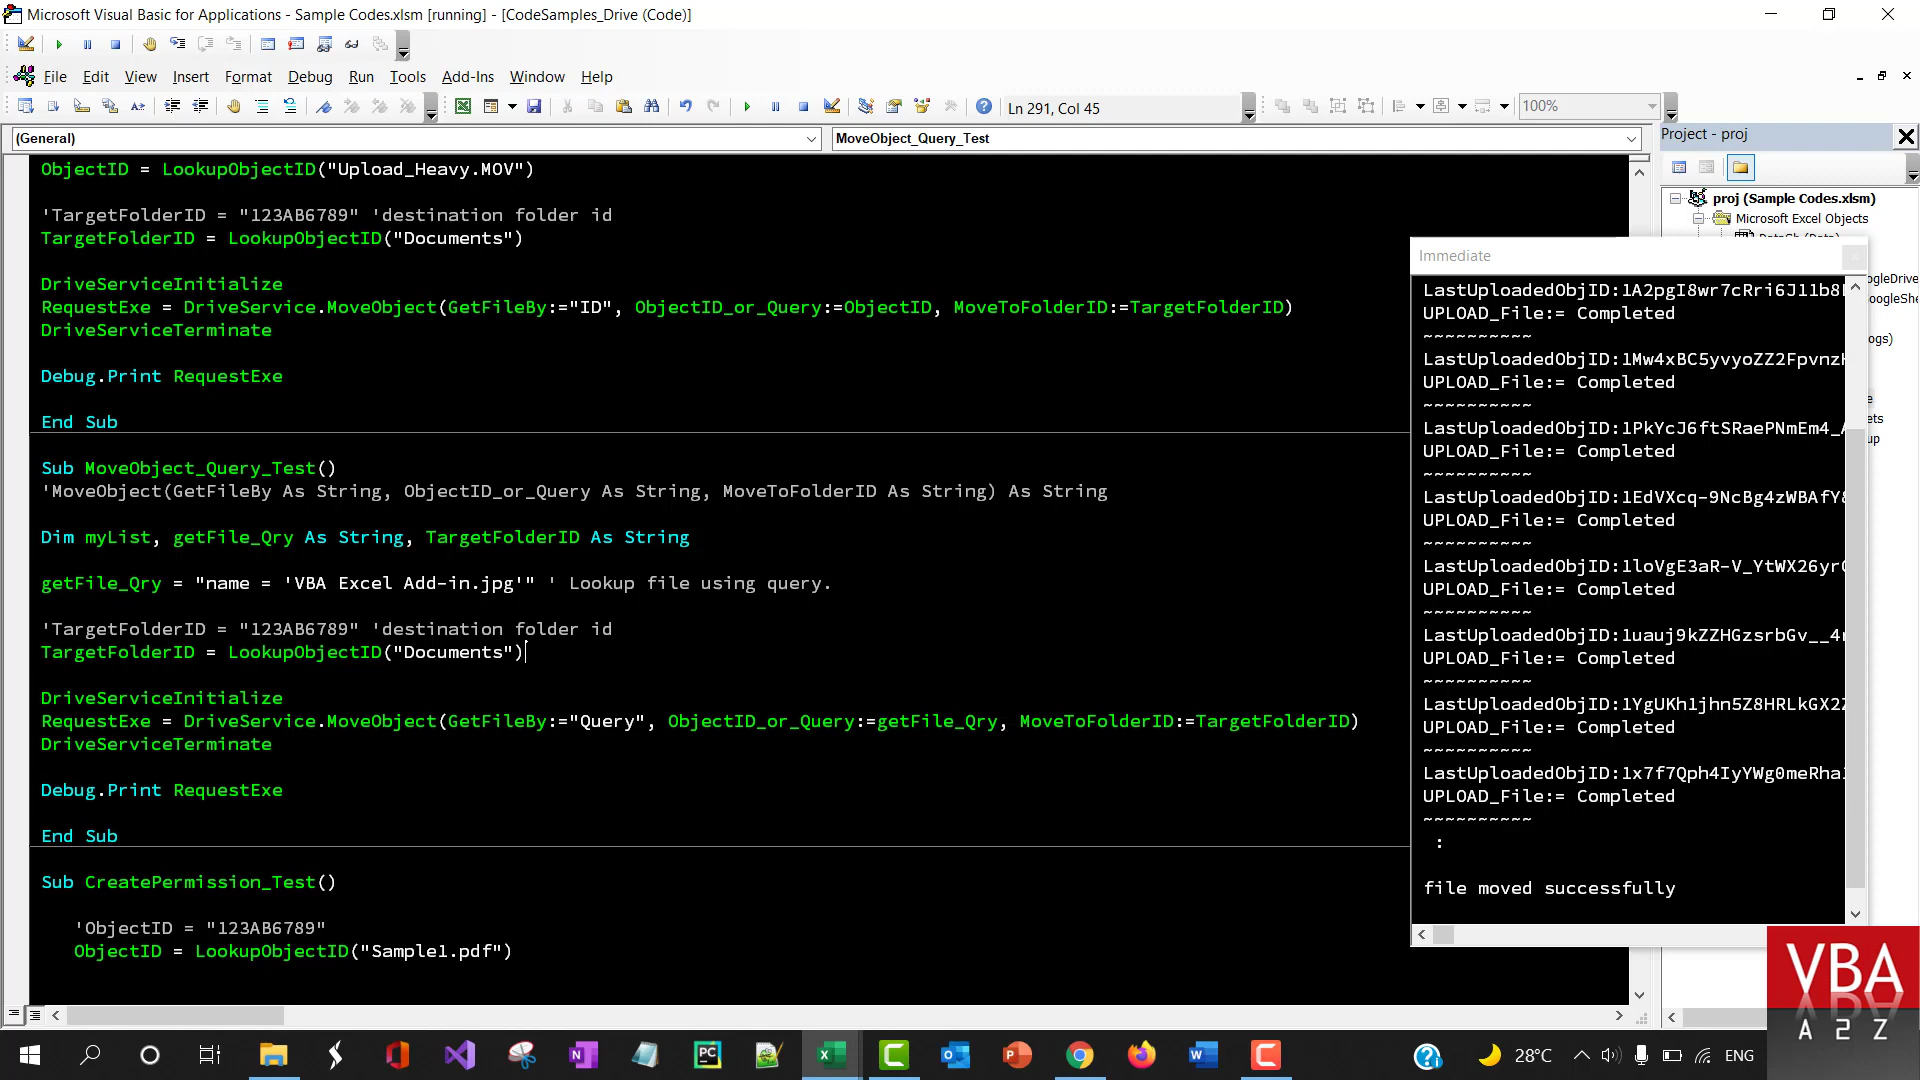 Microsoft Visual Basic for Applications - Sample Codes.xlsm [running] - [CodeSamples_Drive (Code)]
File Edit View Insert Format Debug Run Tools Add-Ins Window Help
Ln 291, Col 45
100%
(General)
MoveObject_Query_Test
ObjectID = LookupObjectID("Upload_Heavy.MOV")
'TargetFolderID = "123AB6789" 'destination folder id
TargetFolderID = LookupObjectID("Documents")
DriveServiceInitialize
RequestExe = DriveService.MoveObject(GetFileBy:="ID", ObjectID_or_Query:=ObjectID, MoveToFolderID:=TargetFolderID)
DriveServiceTerminate
Debug.Print RequestExe
End Sub
Sub MoveObject_Query_Test()
'MoveObject(GetFileBy As String, ObjectID_or_Query As String, MoveToFolderID As String) As String
Dim myList, getFile_Qry As String, TargetFolderID As String
getFile_Qry = "name = 'VBA Excel Add-in.jpg'" ' Lookup file using query.
'TargetFolderID = "123AB6789" 'destination folder id
TargetFolderID = LookupObjectID("Documents")
DriveServiceInitialize
RequestExe = DriveService.MoveObject(GetFileBy:="Query", ObjectID_or_Query:=getFile_Qry, MoveToFolderID:=TargetFolderID)
DriveServiceTerminate
Debug.Print RequestExe
End Sub
Sub CreatePermission_Test()
'ObjectID = "123AB6789"
ObjectID = LookupObjectID("Sample1.pdf")
Project - proj
proj (Sample Codes.xlsm)
Microsoft Excel Objects
Immediate
UPLOAD_File:= Completed
~~~~~~~~~~
UPLOAD_File:= Completed
~~~~~~~~~~
UPLOAD_File:= Completed
~~~~~~~~~~
UPLOAD_File:= Completed
~~~~~~~~~~
UPLOAD_File:= Completed
~~~~~~~~~~
UPLOAD_File:= Completed
~~~~~~~~~~
UPLOAD_File:= Completed
~~~~~~~~~~
UPLOAD_File:= Completed
~~~~~~~~~~
:
file moved successfully
VBA
A 2 Z
28°C
ENG